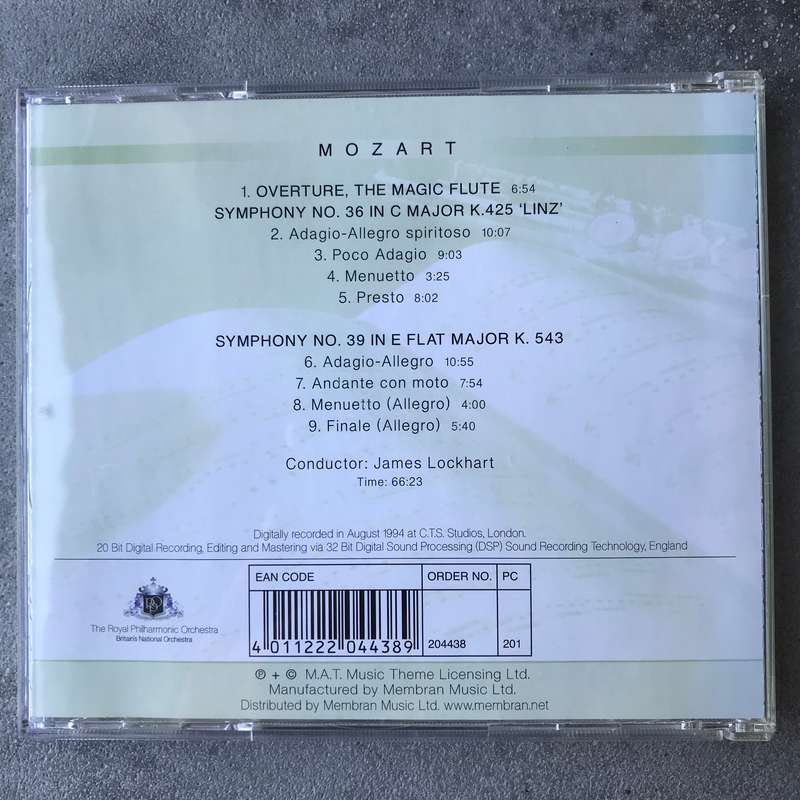 MOZART
1. OVERTURE, THE MAGIC FLUTE 6:54
SYMPHONY NO. 36 IN C MAJOR K.425 ‘LINZ’
2. Adagio-Allegro spiritoso 10:07
3. Poco Adagio 9:03
4. Menuetto 3:25
5. Presto 8:02
SYMPHONY NO. 39 IN E FLAT MAJOR K. 543
6. Adagio-Allegro 10:55
7. Andante con moto 7:54
8. Menuetto (Allegro) 4:00
9. Finale (Allegro) 5:40
Conductor: James Lockhart
Time: 66:23
Digitally recorded in August 1994 at C.T.S. Studios, London.
20 Bit Digital Recording, Editing and Mastering via 32 Bit Digital Sound Processing (DSP) Sound Recording Technology, England
The Royal Philharmonic Orchestra
Britain's National Orchestra
EAN CODE
4 011222 044389
ORDER NO.
204438
PC
201
℗ + © M.A.T. Music Theme Licensing Ltd.
Manufactured by Membran Music Ltd.
Distributed by Membran Music Ltd. www.membran.net